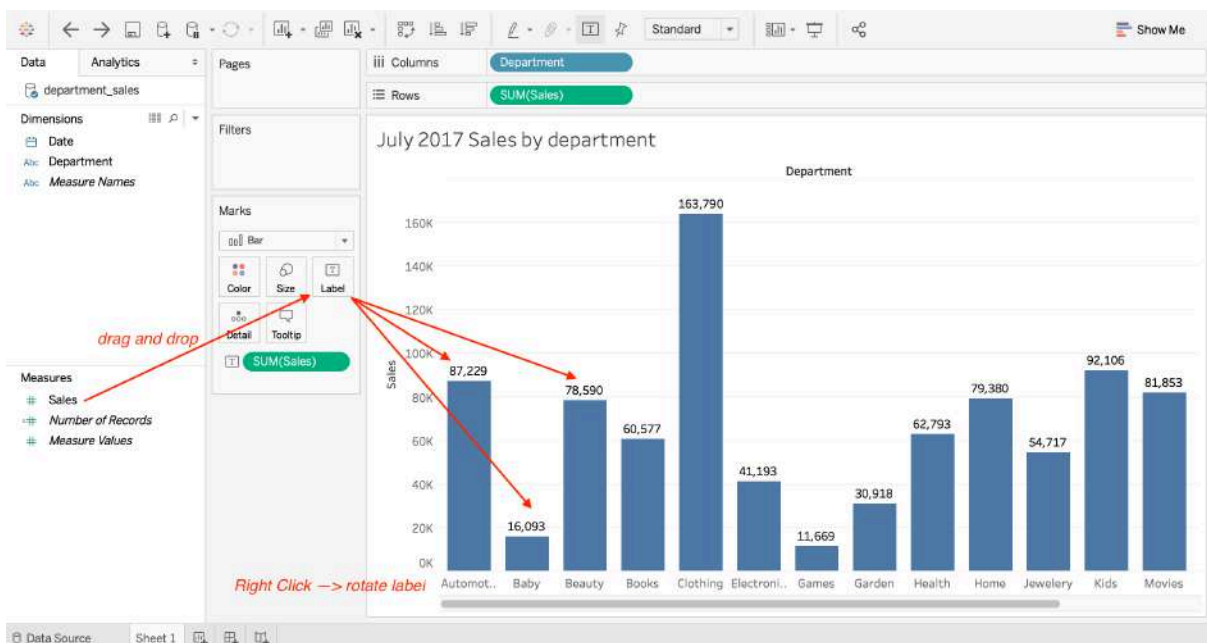 Standard
Show Me
Data
Analytics
Pages
iii Columns
Department
department_sales
Rows
SUM(Sales)
Dimensions
Date
Abc Department
Abc Measure Names
Filters
Marks
Bar
Color
Size
Label
Detail
Tooltip
SUM(Sales)
drag and drop
Measures
# Sales
=# Number of Records
# Measure Values
July 2017 Sales by department
Department
Sales
160K
140K
120K
100K
80K
60K
40K
20K
0K
87,229
16,093
78,590
60,577
163,790
41,193
11,669
30,918
62,793
79,380
54,717
92,106
81,853
Right Click —> rotate label
Automot.. Baby Beauty Books Clothing Electroni.. Games Garden Health Home Jewelery Kids Movies
Data Source
Sheet 1